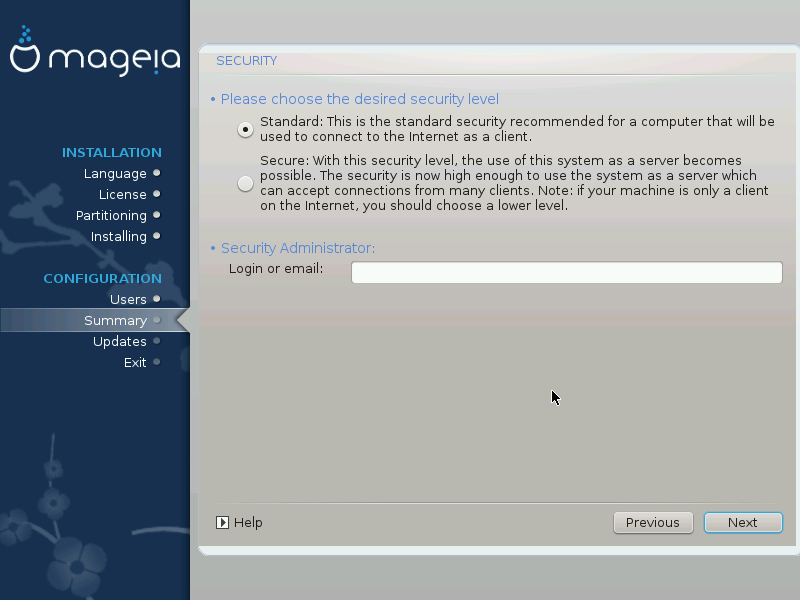 mageia
INSTALLATION
Language
License
Partitioning
Installing
CONFIGURATION
Users
Summary
Updates
Exit
SECURITY
Please choose the desired security level
Standard: This is the standard security recommended for a computer that will be
used to connect to the Internet as a client.
Secure: With this security level, the use of this system as a server becomes
possible. The security is now high enough to use the system as a server which
can accept connections from many clients. Note: if your machine is only a client
on the Internet, you should choose a lower level.
Security Administrator:
Login or email:
Help
Previous
Next